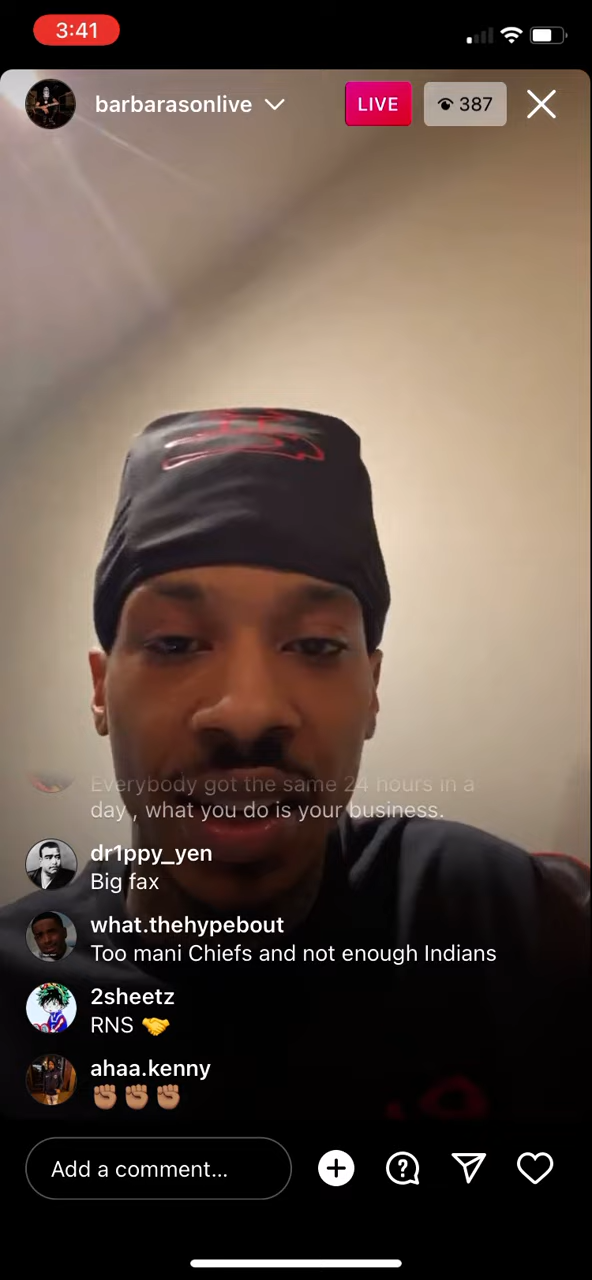 3:41
barbarasonlive
LIVE
387
Everybody got the same 24 hours in a
day , what you do is your business.
dr1ppy_yen
Big fax
what.thehypebout
Too mani Chiefs and not enough Indians
2sheetz
RNS 🤝
ahaa.kenny
✊🏽✊🏽✊🏽
Add a comment...